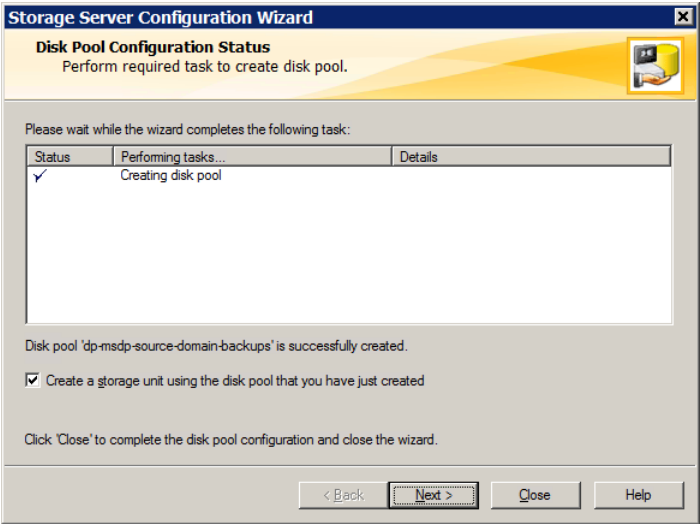 Storage Server Configuration Wizard
Disk Pool Configuration Status
Perform required task to create disk pool.
Please wait while the wizard completes the following task:
Status Performing tasks... Details
Creating disk pool
Disk pool 'dp-msdp-source-domain-backups' is successfully created.
Create a storage unit using the disk pool that you have just created
Click 'Close' to complete the disk pool configuration and close the wizard.
< Back Next > Close Help